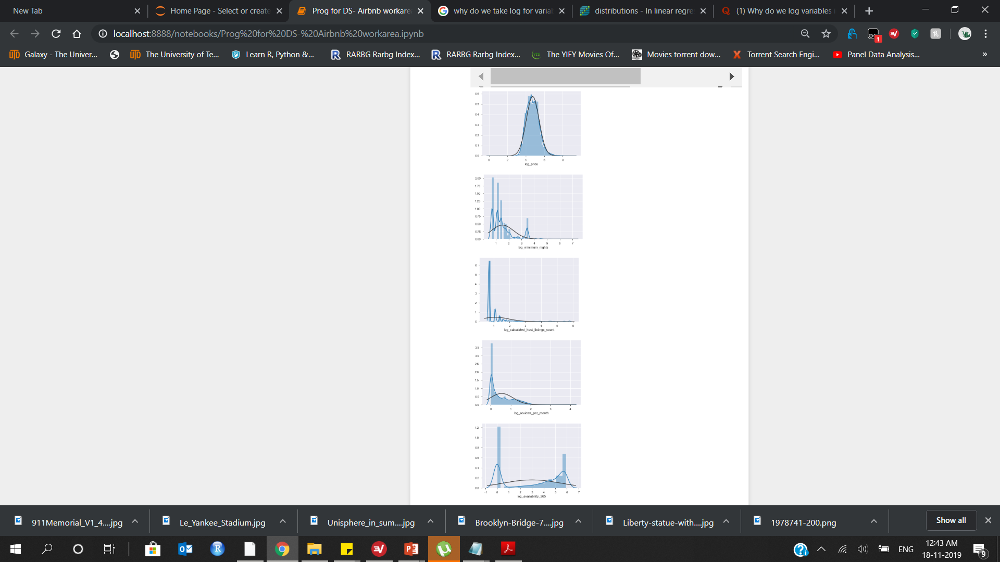 New Tab
Home Page - Select or create
Prog for DS- Airbnb workarea
why do we take log for varia
distributions - In linear regre
(1) Why do we log variables i
localhost:8888/notebooks/Prog%20for%20DS-%20Airbnb%20workarea.ipynb
1
Galaxy - The Univer...
The University of Te...
Learn R, Python &...
RARBG Rarbg Index...
RARBG Rarbg Index...
The YIFY Movies Of...
Movies torrent dow...
Torrent Search Engi...
Panel Data Analysis...
»
0.6
0.5
0.4
0.3
0.2
0.1
0.0
0 2 4 6 8
log_price
2.00
1.75
1.50
1.25
1.00
0.75
0.50
0.25
0.00
1 2 3 4 5 6 7
log_minimum_nights
6
5
4
3
2
1
0
1 2 3 4 5 6
log_calculated_host_listings_count
3.5
3.0
2.5
2.0
1.5
1.0
0.5
0.0
0 1 2 3 4
log_reviews_per_month
1.2
1.0
0.8
0.6
0.4
0.2
0.0
-1 0 1 2 3 4 5 6 7
log_availability_365
911Memorial_V1_4....jpg
Le_Yankee_Stadium.jpg
Unisphere_in_sum....jpg
Brooklyn-Bridge-7....jpg
Liberty-statue-with....jpg
1978741-200.png
Show all
ENG
12:43 AM
18-11-2019
9